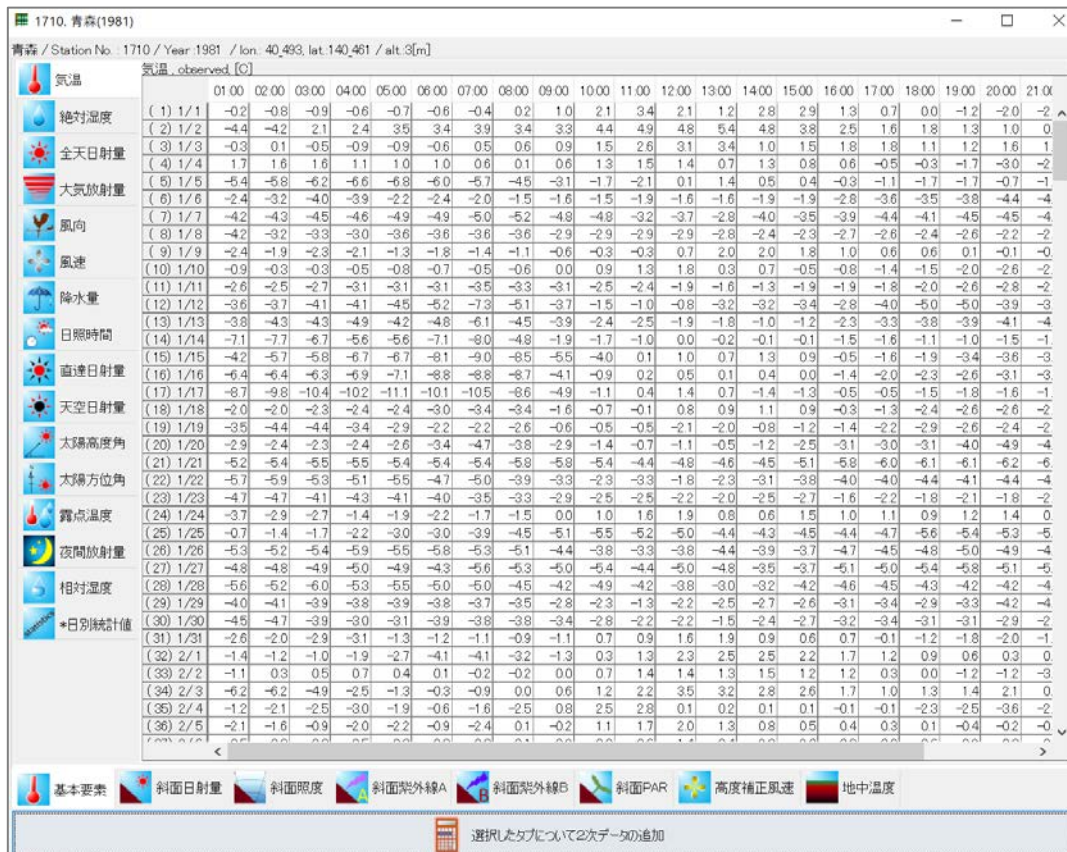 1710. 青森(1981)
青森 / Station No. : 1710 / Year :1981 / lon.: 40_493, lat.:140_461 / alt.:3[m]
気温 , observed, [C]
気温
絶対湿度
全天日射量
大気放射量
風向
風速
降水量
日照時間
直達日射量
天空日射量
太陽高度角
太陽方位角
露点温度
夜間放射量
相対湿度
statistics *日別統計値
01:00 02:00 03:00 04:00 05:00 06:00 07:00 08:00 09:00 10:00 11:00 12:00 13:00 14:00 15:00 16:00 17:00 18:00 19:00 20:00 21:00
( 1) 1/1 -0.2 -0.8 -0.9 -0.6 -0.7 -0.6 -0.4 0.2 1.0 2.1 3.4 2.1 1.2 2.8 2.9 1.3 0.7 0.0 -1.2 -2.0
( 2) 1/2 -4.4 -4.2 2.1 2.4 3.5 3.4 3.9 3.4 3.3 4.4 4.9 4.8 5.4 4.8 3.8 2.5 1.6 1.8 1.3 1.0
( 3) 1/3 -0.3 0.1 -0.5 -0.9 -0.9 -0.6 0.5 0.6 0.9 1.5 2.6 3.1 3.4 1.0 1.5 1.8 1.8 1.1 1.2 1.6
( 4) 1/4 1.7 1.6 1.6 1.1 1.0 1.0 0.6 0.1 0.6 1.3 1.5 1.4 0.7 1.3 0.8 0.6 -0.5 -0.3 -1.7 -3.0
( 5) 1/5 -5.4 -5.8 -6.2 -6.6 -6.8 -6.0 -5.7 -4.5 -3.1 -1.7 -2.1 0.1 1.4 0.5 0.4 -0.3 -1.1 -1.7 -1.7 -0.7
( 6) 1/6 -2.4 -3.2 -4.0 -3.9 -2.2 -2.4 -2.0 -1.5 -1.6 -1.5 -1.9 -1.6 -1.6 -1.9 -1.9 -2.8 -3.6 -3.5 -3.8 -4.4
( 7) 1/7 -4.2 -4.3 -4.5 -4.6 -4.9 -4.9 -5.0 -5.2 -4.8 -4.8 -3.2 -3.7 -2.8 -4.0 -3.5 -3.9 -4.4 -4.1 -4.5 -4.5
( 8) 1/8 -4.2 -3.2 -3.3 -3.0 -3.6 -3.6 -3.6 -3.6 -2.9 -2.9 -2.9 -2.9 -2.8 -2.4 -2.3 -2.7 -2.6 -2.4 -2.6 -2.2
( 9) 1/9 -2.4 -1.9 -2.3 -2.1 -1.3 -1.8 -1.4 -1.1 -0.6 -0.3 -0.3 0.7 2.0 2.0 1.8 1.0 0.6 0.6 0.1 -0.1
(10) 1/10 -0.9 -0.3 -0.3 -0.5 -0.8 -0.7 -0.5 -0.6 0.0 0.9 1.3 1.8 0.3 0.7 -0.5 -0.8 -1.4 -1.5 -2.0 -2.6
(11) 1/11 -2.6 -2.5 -2.7 -3.1 -3.1 -3.1 -3.5 -3.3 -3.1 -2.5 -2.4 -1.9 -1.6 -1.3 -1.9 -1.9 -1.8 -2.0 -2.6 -2.8
(12) 1/12 -3.6 -3.7 -4.1 -4.1 -4.5 -5.2 -7.3 -5.1 -3.7 -1.5 -1.0 -0.8 -3.2 -3.2 -3.4 -2.8 -4.0 -5.0 -5.0 -3.9
(13) 1/13 -3.8 -4.3 -4.3 -4.9 -4.2 -4.8 -6.1 -4.5 -3.9 -2.4 -2.5 -1.9 -1.8 -1.0 -1.2 -2.3 -3.3 -3.8 -3.9 -4.1
(14) 1/14 -7.1 -7.7 -6.7 -5.6 -5.6 -7.1 -8.0 -4.8 -1.9 -1.7 -1.0 0.0 -0.2 -0.1 -0.1 -1.5 -1.6 -1.1 -1.0 -1.5
(15) 1/15 -4.2 -5.7 -5.8 -6.7 -6.7 -8.1 -9.0 -8.5 -5.5 -4.0 0.1 1.0 0.7 1.3 0.9 -0.5 -1.6 -1.9 -3.4 -3.6
(16) 1/16 -6.4 -6.4 -6.3 -6.9 -7.1 -8.8 -8.8 -8.7 -4.1 -0.9 0.2 0.5 0.1 0.4 0.0 -1.4 -2.0 -2.3 -2.6 -3.1
(17) 1/17 -8.7 -9.8 -10.4 -10.2 -11.1 -10.1 -10.5 -8.6 -4.9 -1.1 0.4 1.4 0.7 -1.4 -1.3 -0.5 -0.5 -1.5 -1.8 -1.6
(18) 1/18 -2.0 -2.0 -2.3 -2.4 -2.4 -3.0 -3.4 -3.4 -1.6 -0.7 -0.1 0.8 0.9 1.1 0.9 -0.3 -1.3 -2.4 -2.6 -2.6
(19) 1/19 -3.5 -4.4 -4.4 -3.4 -2.9 -2.2 -2.2 -2.6 -0.6 -0.5 -0.5 -2.1 -2.0 -0.8 -1.2 -1.4 -2.2 -2.9 -2.6 -2.4
(20) 1/20 -2.9 -2.4 -2.3 -2.4 -2.6 -3.4 -4.7 -3.8 -2.9 -1.4 -0.7 -1.1 -0.5 -1.2 -2.5 -3.1 -3.0 -3.1 -4.0 -4.9
(21) 1/21 -5.2 -5.4 -5.5 -5.5 -5.4 -5.4 -5.4 -5.8 -5.8 -5.4 -4.4 -4.8 -4.6 -4.5 -5.1 -5.8 -6.0 -6.1 -6.1 -6.2
(22) 1/22 -5.7 -5.9 -5.3 -5.1 -5.5 -4.7 -5.0 -3.9 -3.3 -2.3 -3.3 -1.8 -2.3 -3.1 -3.8 -4.0 -4.0 -4.4 -4.1 -4.4
(23) 1/23 -4.7 -4.7 -4.1 -4.3 -4.1 -4.0 -3.5 -3.3 -2.9 -2.5 -2.5 -2.2 -2.0 -2.5 -2.7 -1.6 -2.2 -1.8 -2.1 -1.8
(24) 1/24 -3.7 -2.9 -2.7 -1.4 -1.9 -2.2 -1.7 -1.5 0.0 1.0 1.6 1.9 0.8 0.6 1.5 1.0 1.1 0.9 1.2 1.4
(25) 1/25 -0.7 -1.4 -1.7 -2.2 -3.0 -3.0 -3.9 -4.5 -5.1 -5.5 -5.2 -5.0 -4.4 -4.3 -4.5 -4.4 -4.7 -5.6 -5.4 -5.3
(26) 1/26 -5.3 -5.2 -5.4 -5.9 -5.5 -5.8 -5.3 -5.1 -4.4 -3.8 -3.3 -3.8 -4.4 -3.9 -3.7 -4.7 -4.5 -4.8 -5.0 -4.9
(27) 1/27 -4.8 -4.8 -4.9 -5.0 -4.9 -4.3 -5.6 -5.3 -5.0 -5.4 -4.4 -5.0 -4.8 -3.5 -3.7 -5.1 -5.0 -5.4 -5.8 -5.1
(28) 1/28 -5.6 -5.2 -6.0 -5.3 -5.5 -5.0 -5.0 -4.5 -4.2 -4.9 -4.2 -3.8 -3.0 -3.2 -4.2 -4.6 -4.5 -4.3 -4.2 -4.2
(29) 1/29 -4.0 -4.1 -3.9 -3.8 -3.9 -3.8 -3.7 -3.5 -2.8 -2.3 -1.3 -2.2 -2.5 -2.7 -2.6 -3.1 -3.4 -2.9 -3.3 -4.2
(30) 1/30 -4.5 -4.7 -3.9 -3.0 -3.1 -3.9 -3.8 -3.8 -3.4 -2.8 -2.2 -2.2 -1.5 -2.4 -2.7 -3.2 -3.4 -3.1 -3.1 -2.9
(31) 1/31 -2.6 -2.0 -2.9 -3.1 -1.3 -1.2 -1.1 -0.9 -1.1 0.7 0.9 1.6 1.9 0.9 0.6 0.7 -0.1 -1.2 -1.8 -2.0
(32) 2/1 -1.4 -1.2 -1.0 -1.9 -2.7 -4.1 -4.1 -3.2 -1.3 0.3 1.3 2.3 2.5 2.5 2.2 1.7 1.2 0.9 0.6 0.3
(33) 2/2 -1.1 0.3 0.5 0.7 0.4 0.1 -0.2 -0.2 0.0 0.7 1.4 1.4 1.3 1.5 1.2 1.2 0.3 0.0 -1.2 -1.2
(34) 2/3 -6.2 -6.2 -4.9 -2.5 -1.3 -0.3 -0.9 0.0 0.6 1.2 2.2 3.5 3.2 2.8 2.6 1.7 1.0 1.3 1.4 2.1
(35) 2/4 -1.2 -2.1 -2.5 -3.0 -1.9 -0.6 -1.6 -2.5 0.8 2.5 2.8 0.1 0.2 0.1 0.1 -0.1 -0.1 -2.3 -2.5 -3.6
(36) 2/5 -2.1 -1.6 -0.9 -2.0 -2.2 -0.9 -2.4 0.1 -0.2 1.1 1.7 2.0 1.3 0.8 0.5 0.4 0.3 0.1 -0.4 -0.2
基本要素 斜面日射量 斜面照度 A 斜面紫外線A B 斜面紫外線B 斜面PAR 高度補正風速 地中温度
選択したタブについて2次データの追加